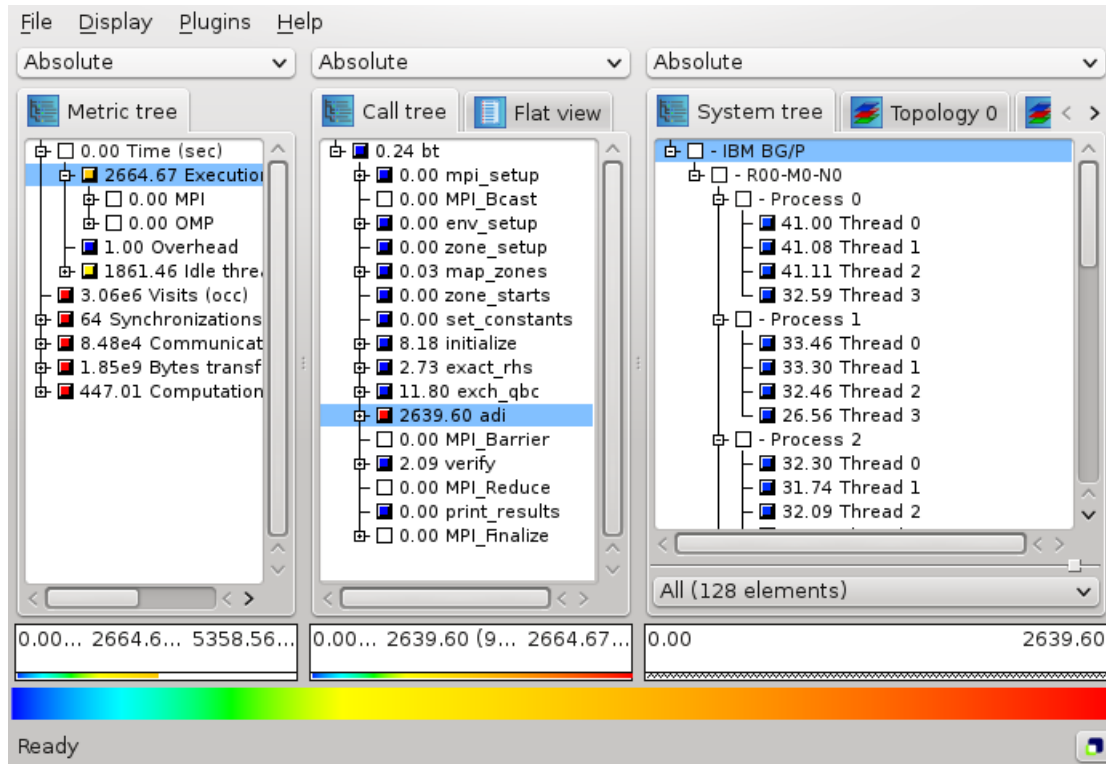 File Display Plugins Help
Absolute
Absolute
Absolute
Metric tree
Call tree
Flat view
System tree
Topology 0
0.00 Time (sec)
2664.67 Execution
0.00 MPI
0.00 OMP
1.00 Overhead
1861.46 Idle threa
3.06e6 Visits (occ)
64 Synchronizations
8.48e4 Communicat
1.85e9 Bytes transf
447.01 Computation
0.24 bt
0.00 mpi_setup
0.00 MPI_Bcast
0.00 env_setup
0.00 zone_setup
0.03 map_zones
0.00 zone_starts
0.00 set_constants
8.18 initialize
2.73 exact_rhs
11.80 exch_qbc
2639.60 adi
0.00 MPI_Barrier
2.09 verify
0.00 MPI_Reduce
0.00 print_results
0.00 MPI_Finalize
- IBM BG/P
- R00-M0-N0
- Process 0
41.00 Thread 0
41.08 Thread 1
41.11 Thread 2
32.59 Thread 3
- Process 1
33.46 Thread 0
33.30 Thread 1
32.46 Thread 2
26.56 Thread 3
- Process 2
32.30 Thread 0
31.74 Thread 1
32.09 Thread 2
All (128 elements)
0.00... 2664.6... 5358.56...
0.00... 2639.60 (9... 2664.67...
0.00 2639.60
Ready